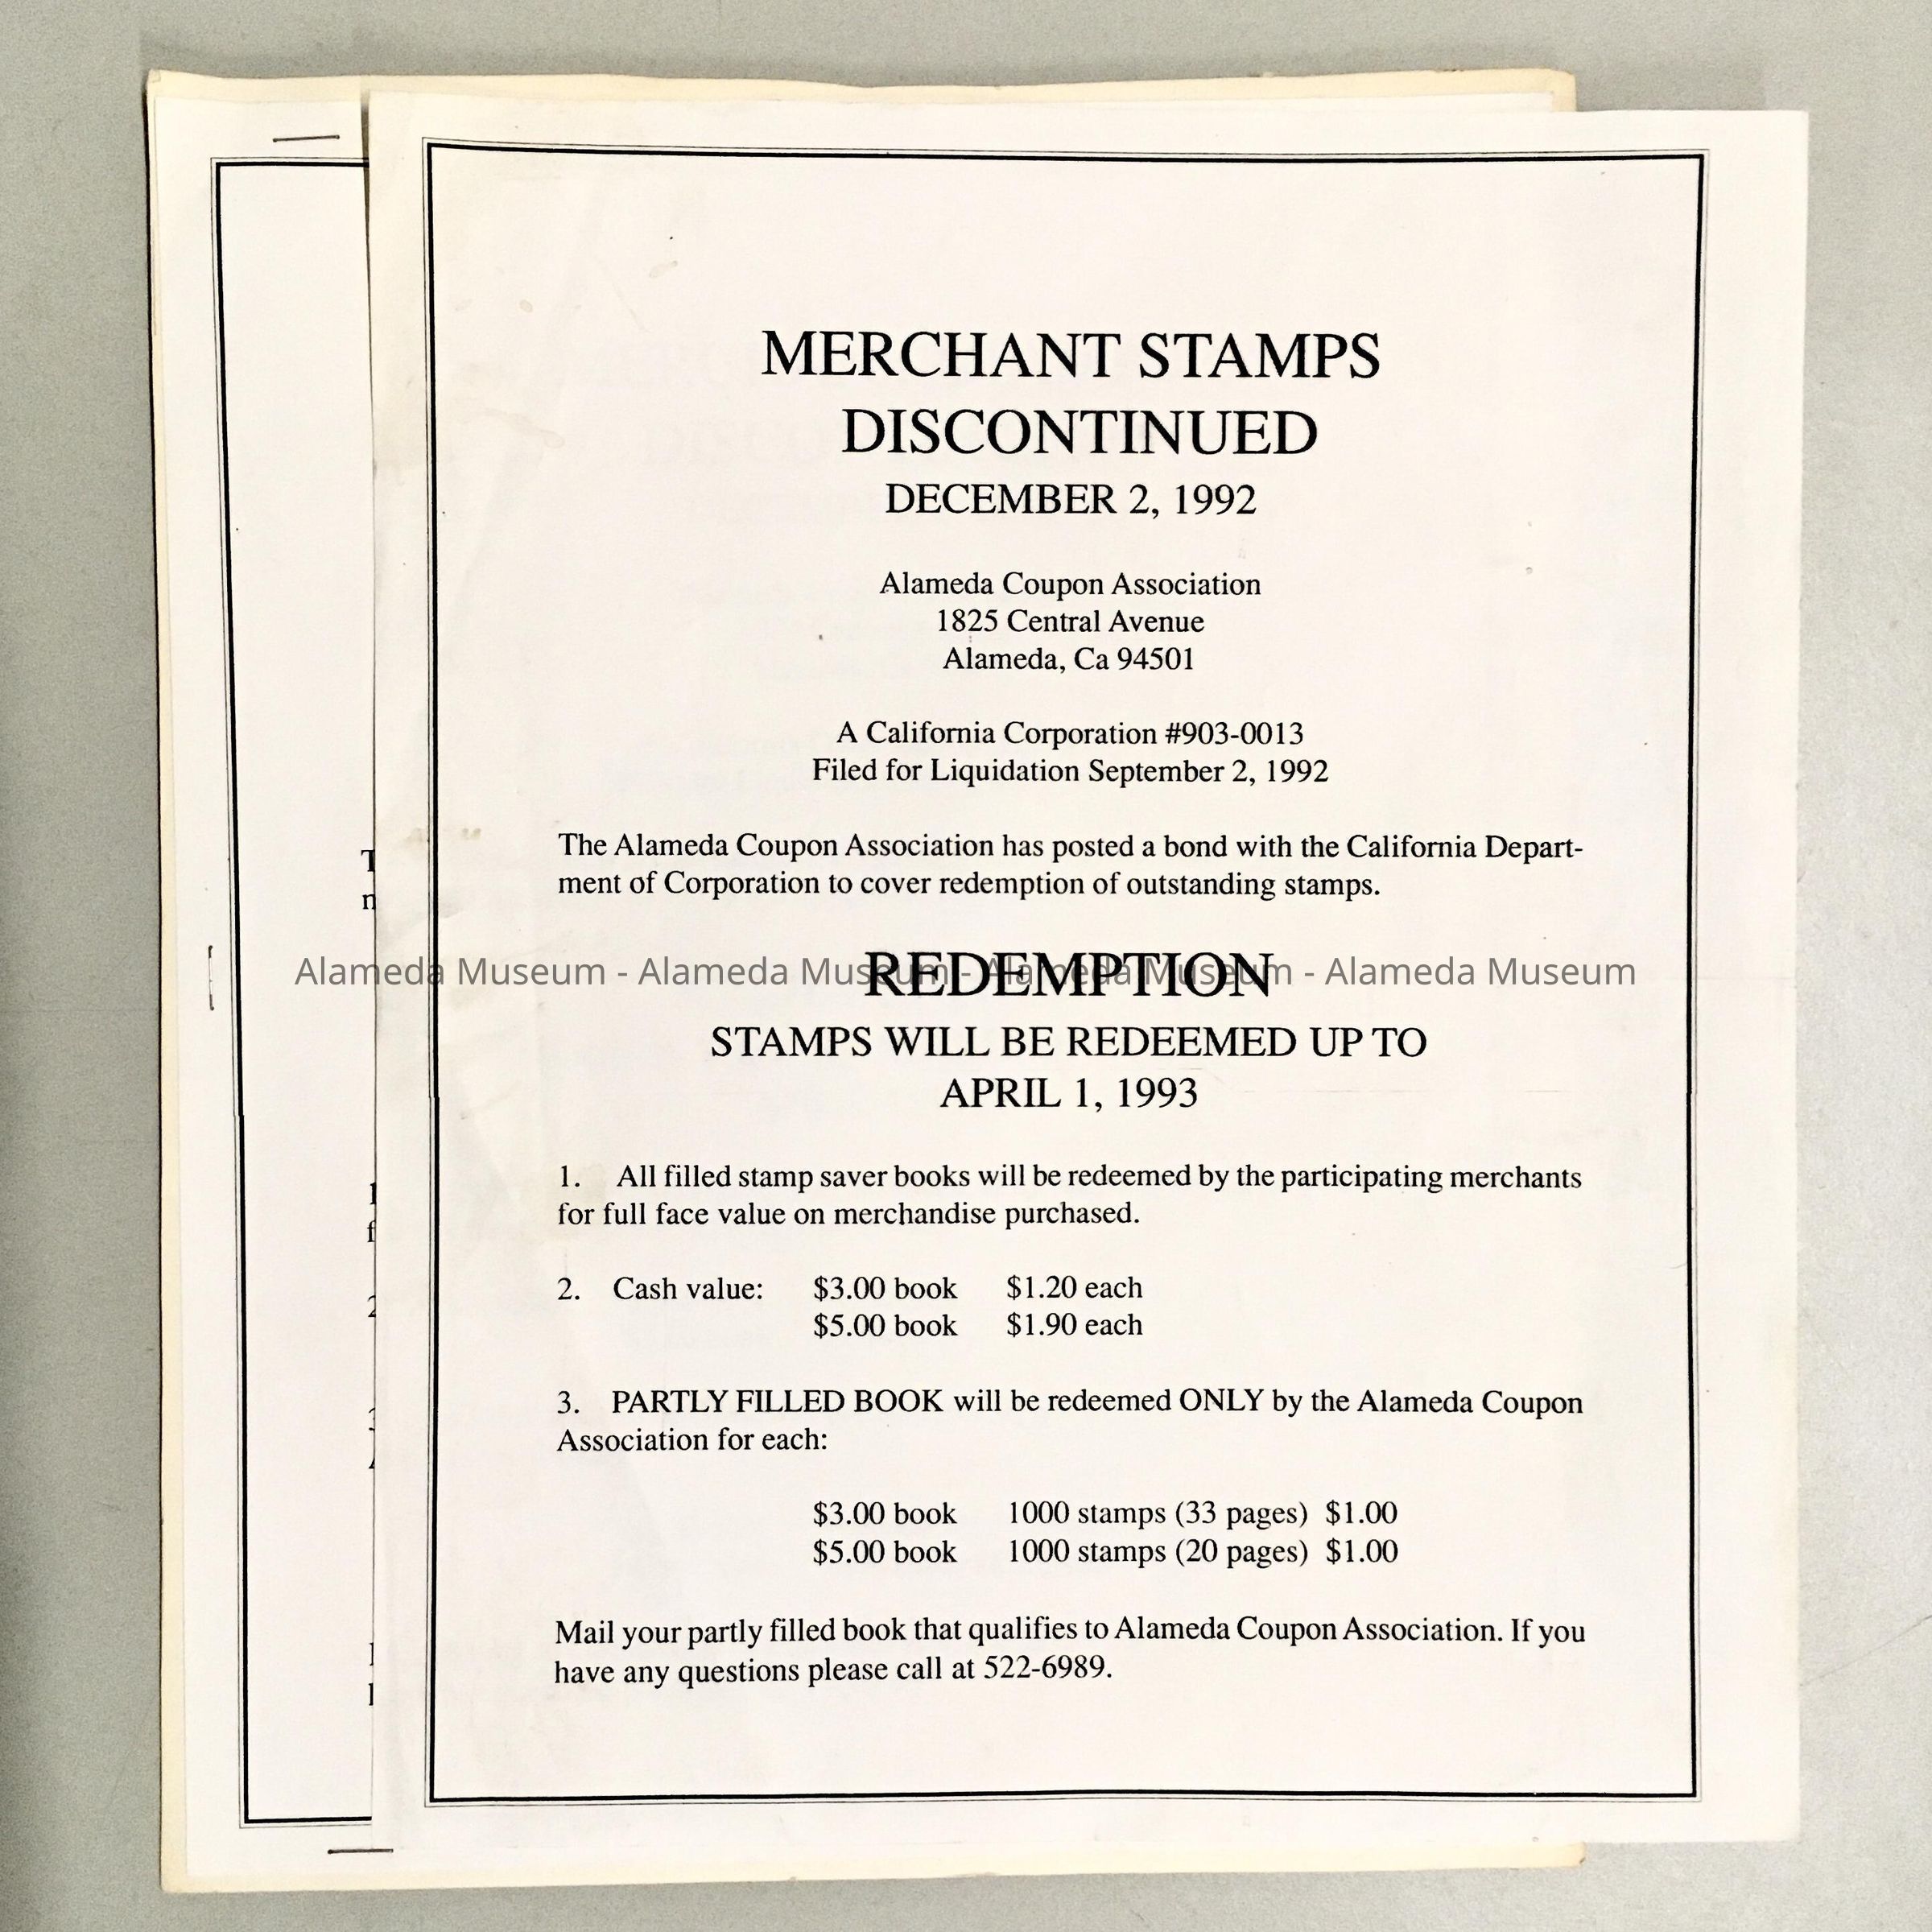 MERCHANT STAMPS
DISCONTINUED
DECEMBER 2, 1992
Alameda Coupon Association
1825 Central Avenue
Alameda, Ca 94501
A California Corporation #903-0013
Filed for Liquidation September 2, 1992
The Alameda Coupon Association has posted a bond with the California Depart-
ment of Corporation to cover redemption of outstanding stamps.
Alameda Museum - Alameda Museum - Alameda Museum - Alameda Museum
REDEMPTION
STAMPS WILL BE REDEEMED UP TO
APRIL 1, 1993
1. All filled stamp saver books will be redeemed by the participating merchants
for full face value on merchandise purchased.
2. Cash value: $3.00 book $1.20 each
$5.00 book $1.90 each
3. PARTLY FILLED BOOK will be redeemed ONLY by the Alameda Coupon
Association for each:
$3.00 book 1000 stamps (33 pages) $1.00
$5.00 book 1000 stamps (20 pages) $1.00
Mail your partly filled book that qualifies to Alameda Coupon Association. If you
have any questions please call at 522-6989.